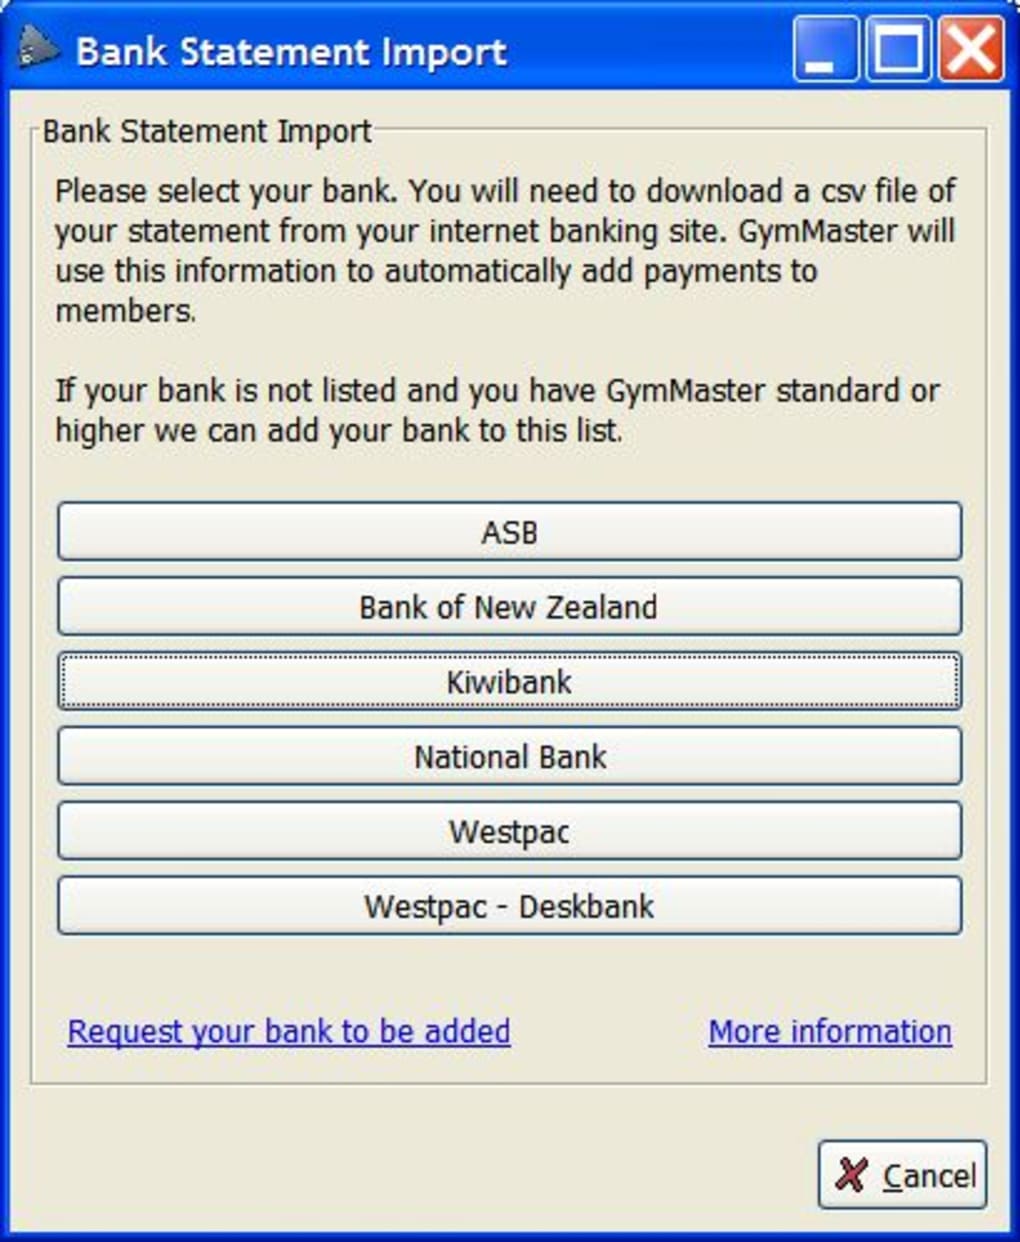 Bank Statement Import
Bank Statement Import
Please select your bank. You will need to download a csv file of
your statement from your internet banking site. GymMaster will
use this information to automatically add payments to
members.
If your bank is not listed and you have GymMaster standard or
higher we can add your bank to this list.
ASB
Bank of New Zealand
Kiwibank
National Bank
Westpac
Westpac - Deskbank
Request your bank to be added
More information
Cancel